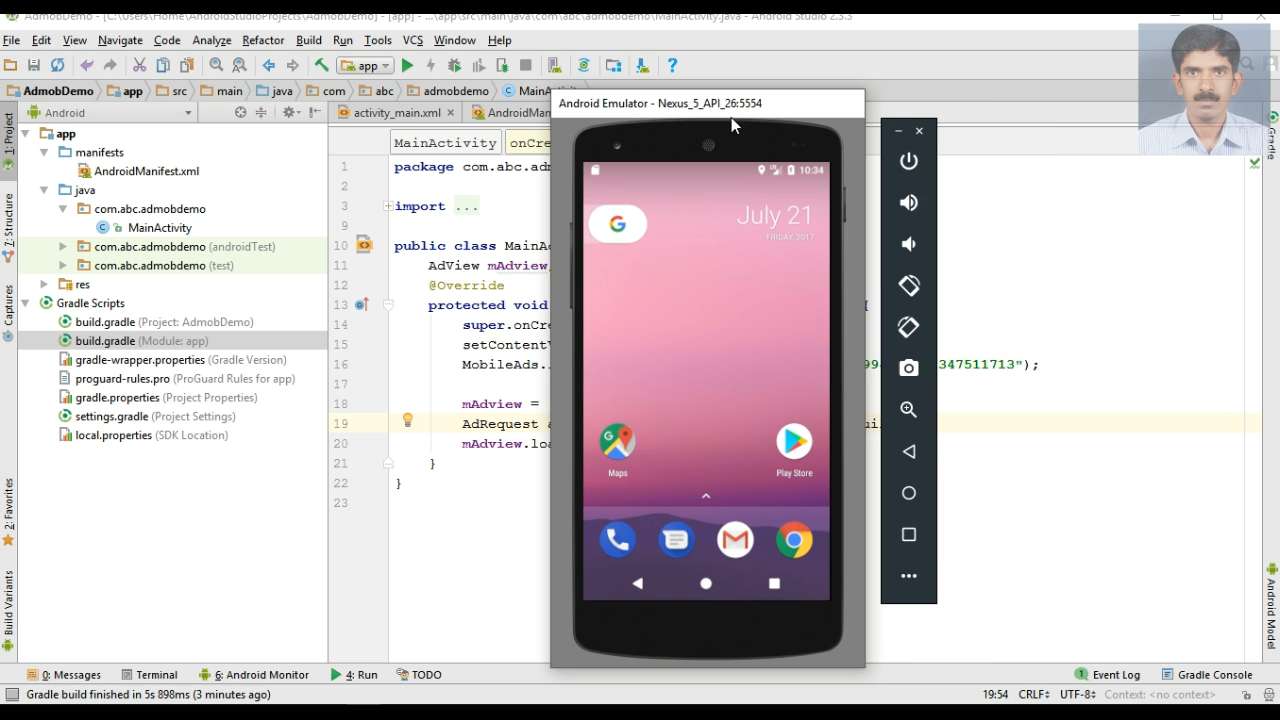 AdmobDemo - [C:\Users\Home\AndroidStudioProjects\AdmobDemo] - [app] - ...\app\src\main\java\com\abc\admobdemo\MainActivity.java - Android Studio 2.3.3
File Edit View Navigate Code Analyze Refactor Build Run Tools VCS Window Help
app
AdmobDemo app src main java com abc admobdemo MainActivity
Android
activity_main.xml
AndroidMan
Android Emulator - Nexus_5_API_26:5554
1: Project
Z: Structure
Captures
2: Favorites
Build Variants
Gradle
Android Model
app
manifests
AndroidManifest.xml
java
com.abc.admobdemo
MainActivity
com.abc.admobdemo (androidTest)
com.abc.admobdemo (test)
res
Gradle Scripts
build.gradle (Project: AdmobDemo)
build.gradle (Module: app)
gradle-wrapper.properties (Gradle Version)
proguard-rules.pro (ProGuard Rules for app)
gradle.properties (Project Properties)
settings.gradle (Project Settings)
local.properties (SDK Location)
MainActivity onCre
1 package com.abc.adm
2
3 import ...
9
10 public class MainAc
11 AdView mAdview;
12 @Override
13 protected void {
14 super.onCre
15 setContentV
16 MobileAds. 347511713");
17
18 mAdview =
19 AdRequest a
20 mAdview.loa
21 }
22 }
23
10:34
G
July 21
FRIDAY, 2017
Maps
Play Store
0: Messages Terminal 6: Android Monitor 4: Run TODO
1 Event Log Gradle Console
Gradle build finished in 5s 898ms (3 minutes ago)
19:54 CRLF UTF-8 Context: <no context>